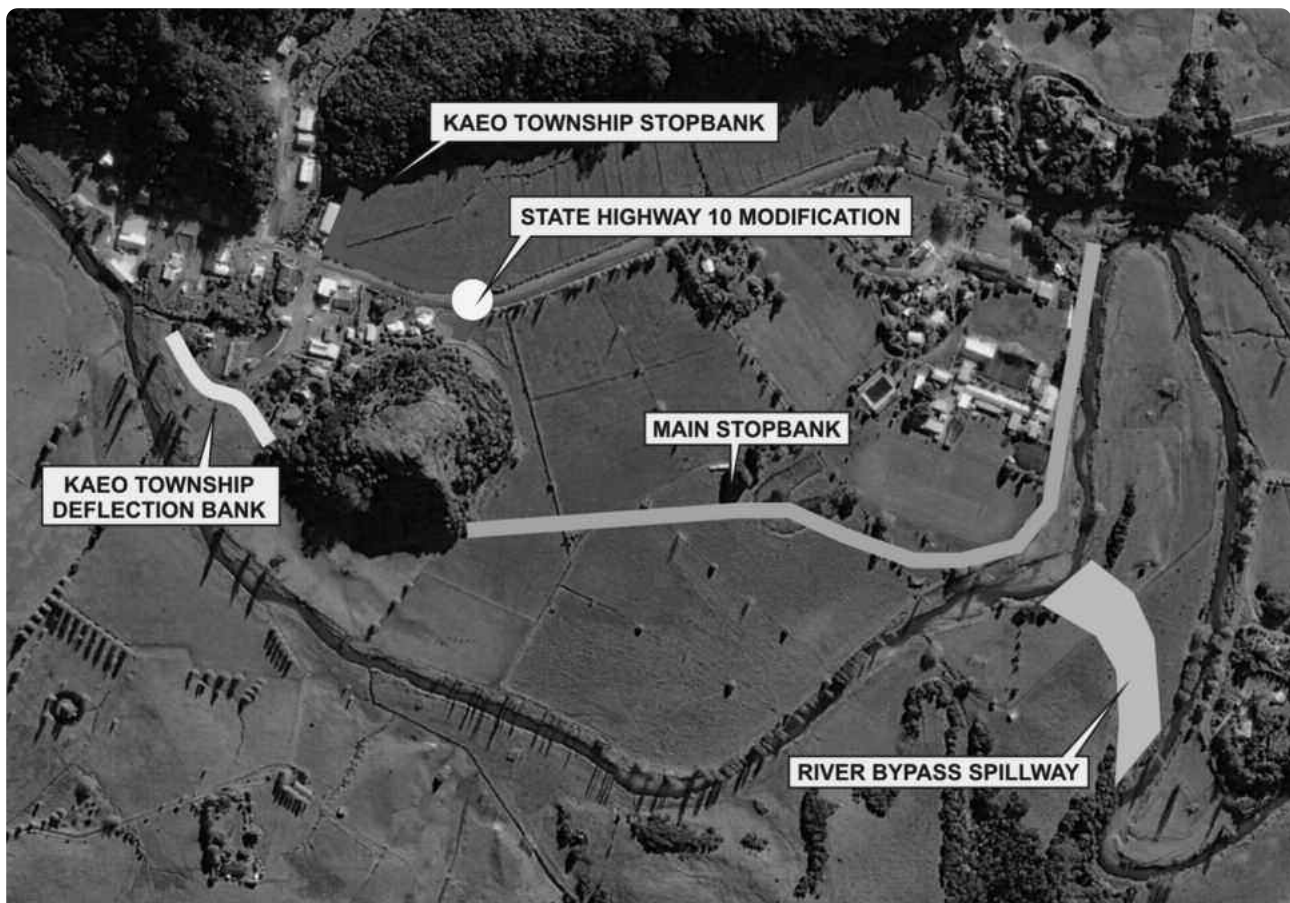 KAEO TOWNSHIP STOPBANK
STATE HIGHWAY 10 MODIFICATION
MAIN STOPBANK
KAEO TOWNSHIP
DEFLECTION BANK
RIVER BYPASS SPILLWAY